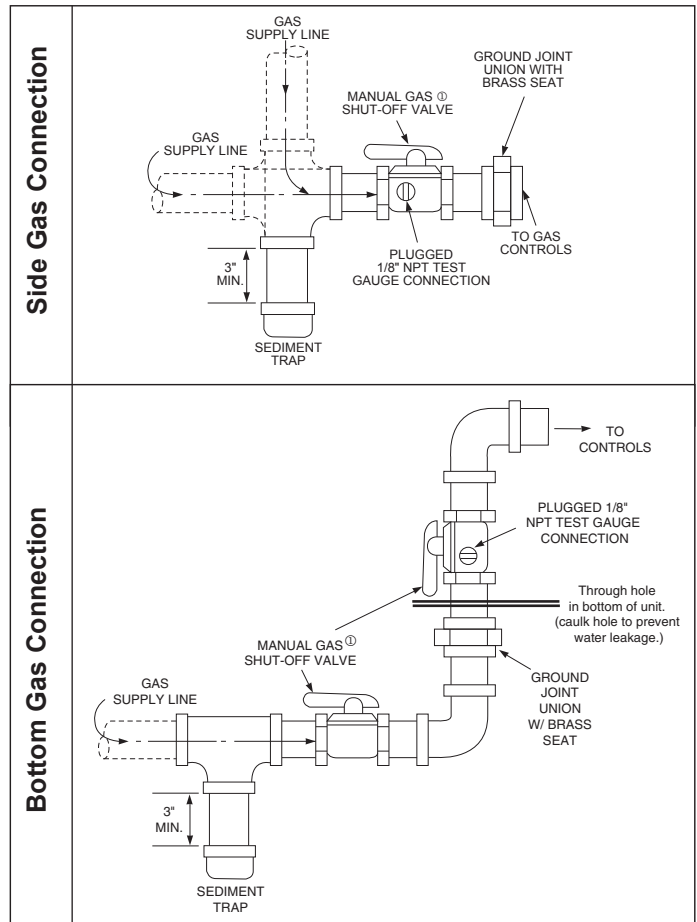 Side Gas Connection
GAS
SUPPLY LINE
GROUND JOINT
UNION WITH
BRASS SEAT
MANUAL GAS ①
SHUT-OFF VALVE
GAS
SUPPLY LINE
TO GAS
CONTROLS
PLUGGED
1/8" NPT TEST
GAUGE CONNECTION
3"
MIN.
SEDIMENT
TRAP
Bottom Gas Connection
TO
CONTROLS
PLUGGED 1/8"
NPT TEST GAUGE
CONNECTION
Through hole
in bottom of unit.
(caulk hole to prevent
water leakage.)
MANUAL GAS ①
SHUT-OFF VALVE
GROUND
JOINT
UNION
W/ BRASS
SEAT
GAS
SUPPLY LINE
3"
MIN.
SEDIMENT
TRAP